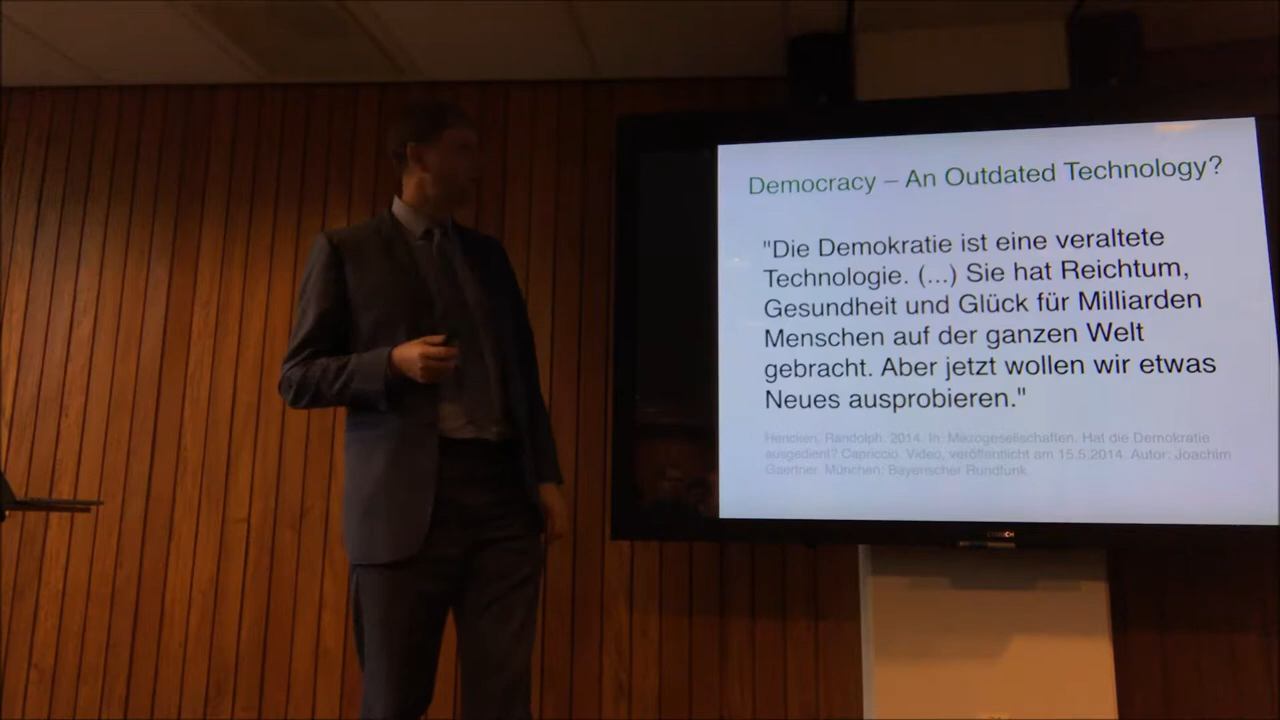 Democracy – An Outdated Technology?
"Die Demokratie ist eine veraltete
Technologie. (...) Sie hat Reichtum,
Gesundheit und Glück für Milliarden
Menschen auf der ganzen Welt
gebracht. Aber jetzt wollen wir etwas
Neues ausprobieren."
Hencken, Randolph. 2014. In: Mikrogesellschaften. Hat die Demokratie
ausgedient? Capriccio. Video, veröffentlicht am 15.5.2014. Autor: Joachim
Gaertner. München: Bayerischer Rundfunk.